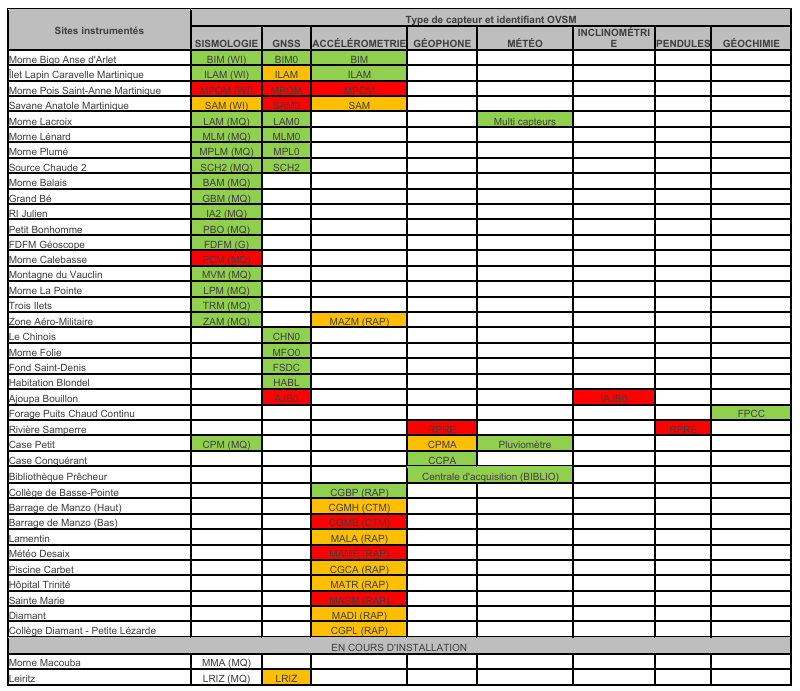 Sites instrumentés Type de capteur et identifiant OVSM
SISMOLOGIE GNSS ACCÉLÉROMETRIE GÉOPHONE MÉTÉO INCLINOMÉTRI
E PENDULES GÉOCHIMIE
Morne Bigo Anse d'Arlet BIM (WI) BIM0 BIM
Îlet Lapin Caravelle Martinique ILAM (WI) ILAM ILAM
Morne Pois Saint-Anne Martinique MPOM (WI) MPOM MPOM
Savane Anatole Martinique SAM (WI) SAM0 SAM
Morne Lacroix LAM (MQ) LAM0 Multi capteurs
Morne Lénard MLM (MQ) MLM0
Morne Plumé MPLM (MQ) MPL0
Source Chaude 2 SCH2 (MQ) SCH2
Morne Balais BAM (MQ)
Grand Bé GBM (MQ)
RI Julien IA2 (MQ)
Petit Bonhomme PBO (MQ)
FDFM Géoscope FDFM (G)
Morne Calebasse (MQ)
Montagne du Vauclin MVM (MQ)
Morne La Pointe LPM (MQ)
Trois Ilets TRM (MQ)
Zone Aéro-Militaire ZAM (MQ) MAZM (RAP)
Le Chinois CHN0
Morne Folie MFO0
Fond Saint-Denis FSDC
Habitation Blondel HABL
Ajoupa Bouillon AJB0
Forage Puits Chaud Continu FPCC
Rivière Samperre RPRE RPRE
Case Petit CPM (MQ) CPMA Pluviomètre
Case Conquérant CCPA
Bibliothèque Prêcheur Centrale d'acquisition (BIBLIO)
Collège de Basse-Pointe CGBP (RAP)
Barrage de Manzo (Haut) CGMH (CTM)
Barrage de Manzo (Bas) CGMB (CTM)
Lamentin MALA (RAP)
Météo Desaix MAME (RAP)
Piscine Carbet CGCA (RAP)
Hôpital Trinité MATR (RAP)
Sainte Marie (RAP)
Diamant MADI (RAP)
Collège Diamant - Petite Lézarde CGPL (RAP)
EN COURS D'INSTALLATION
Morne Macouba MMA (MQ)
Leiritz LRIZ (MQ) LRIZ